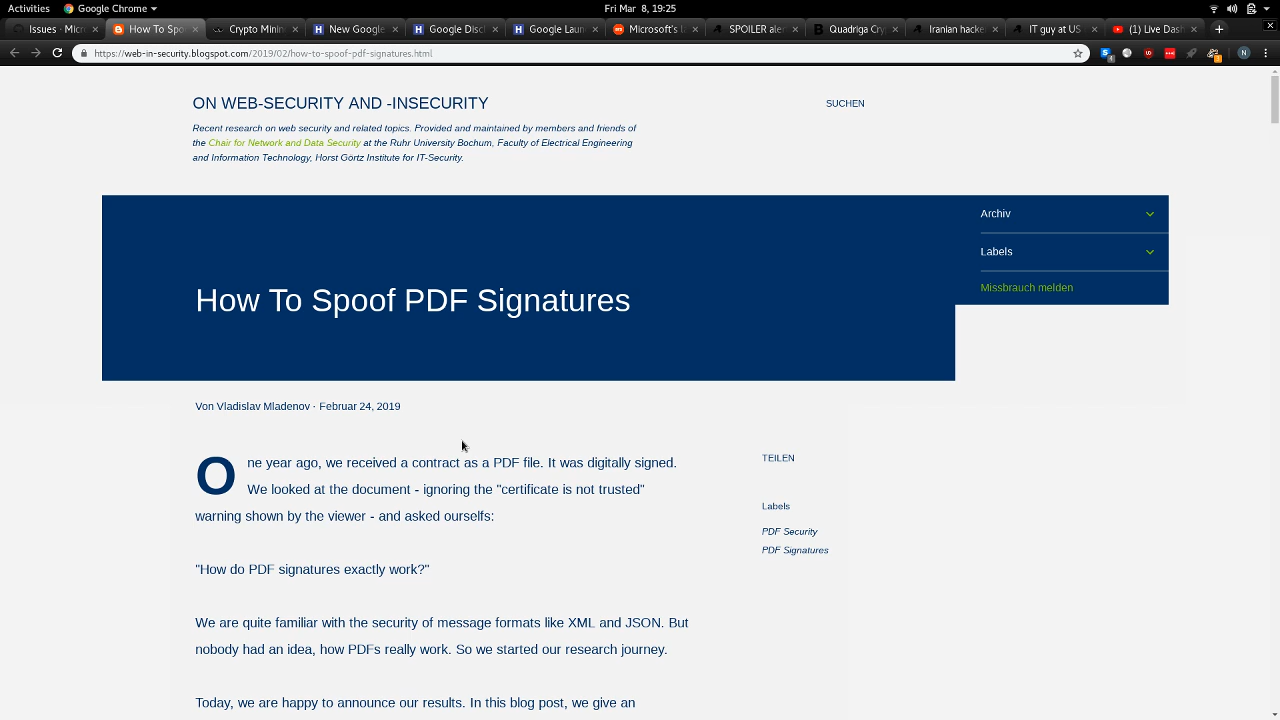 Activities
Google Chrome
Fri Mar 8, 19:25
Issues - Micro
How To Spo
Crypto Minin
New Google
Google Discl
Google Laun
Microsoft's
SPOILER aler
Quadriga Cry
Iranian hacke
IT guy at US
(1) Live Dash
https://web-in-security.blogspot.com/2019/02/how-to-spoof-pdf-signatures.html
N
ON WEB-SECURITY AND -INSECURITY
SUCHEN
Recent research on web security and related topics. Provided and maintained by members and friends of
the Chair for Network and Data Security at the Ruhr University Bochum, Faculty of Electrical Engineering
and Information Technology, Horst Görtz Institute for IT-Security.
Archiv
Labels
Missbrauch melden
How To Spoof PDF Signatures
Von Vladislav Mladenov · Februar 24, 2019
One year ago, we received a contract as a PDF file. It was digitally signed.
We looked at the document - ignoring the "certificate is not trusted"
warning shown by the viewer - and asked ourselfs:
"How do PDF signatures exactly work?"
We are quite familiar with the security of message formats like XML and JSON. But
nobody had an idea, how PDFs really work. So we started our research journey.
Today, we are happy to announce our results. In this blog post, we give an
TEILEN
Labels
PDF Security
PDF Signatures